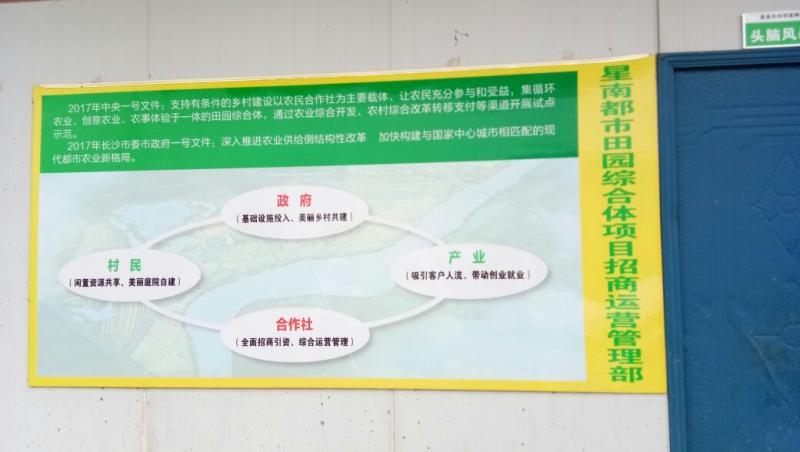 2017年中央一号文件：支持有条件的乡村建设以农民合作社为主要载体、让农民充分参与和受益，集循环
农业、创意农业、农事体验于一体的田园综合体，通过农业综合开发、农村综合改革转移支付等渠道开展试点
示范。
2017年长沙市委市政府一号文件：深入推进农业供给侧结构性改革 加快构建与国家中心城市相匹配的现
代都市农业新格局。
政府
（基础设施投入、美丽乡村共建）
村民
（闲置资源共享、美丽庭院自建）
产业
（吸引客户人流、带动创业就业）
合作社
（全面招商引资、综合运营管理）
星南都市田园综合体项目招商运营管理部
头脑风